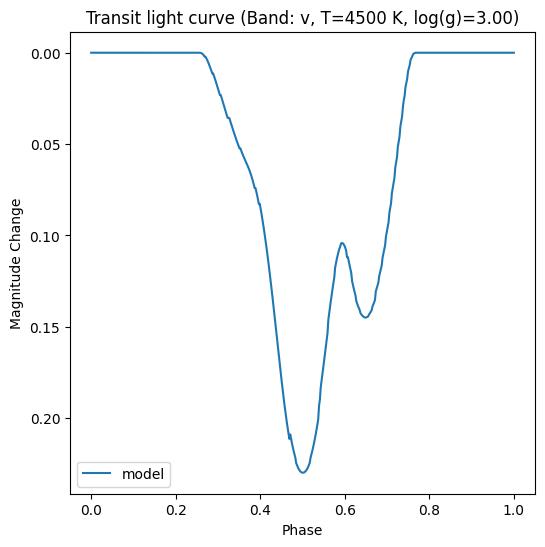 Transit light curve (Band: v, T=4500 K, log(g)=3.00)
0.00
0.05
0.10
0.15
0.20
Magnitude Change
model
0.0 0.2 0.4 0.6 0.8 1.0
Phase